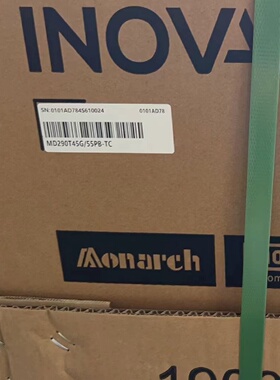 INOVA
SN:0101AD7845610024 0101AD78
MD290T45G/55PB-TC
Monarch